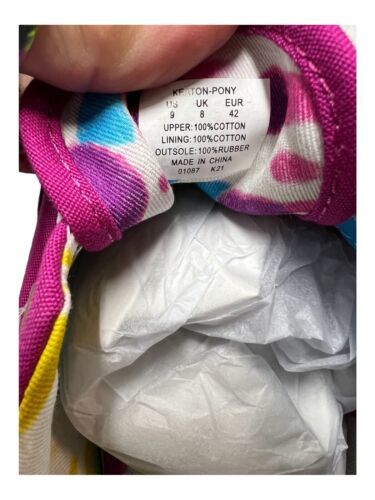 KENTON-PONY
US UK EUR
9 8 42
UPPER:100%COTTON
LINING:100%COTTON
OUTSOLE:100%RUBBER
MADE IN CHINA
01087 K21